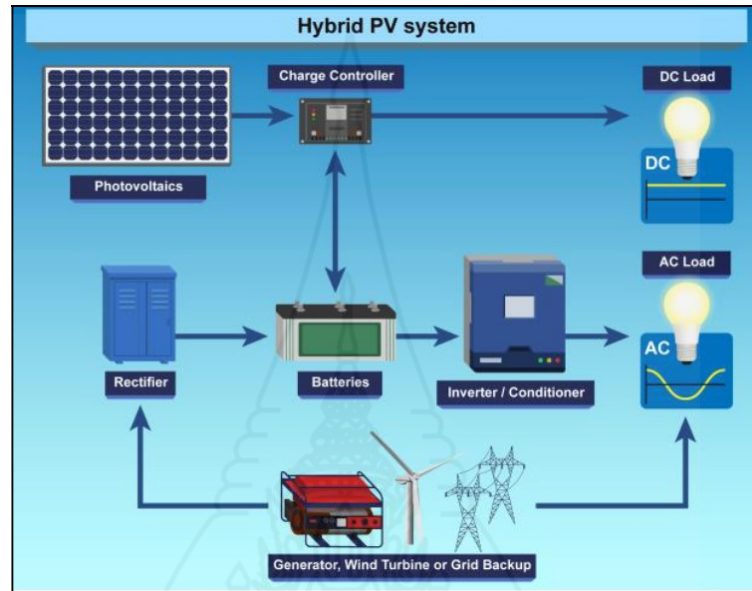 Hybrid PV system
Charge Controller
DC Load
Photovoltaics
DC
AC Load
Rectifier
Batteries
Inverter / Conditioner
AC
Generator, Wind Turbine or Grid Backup